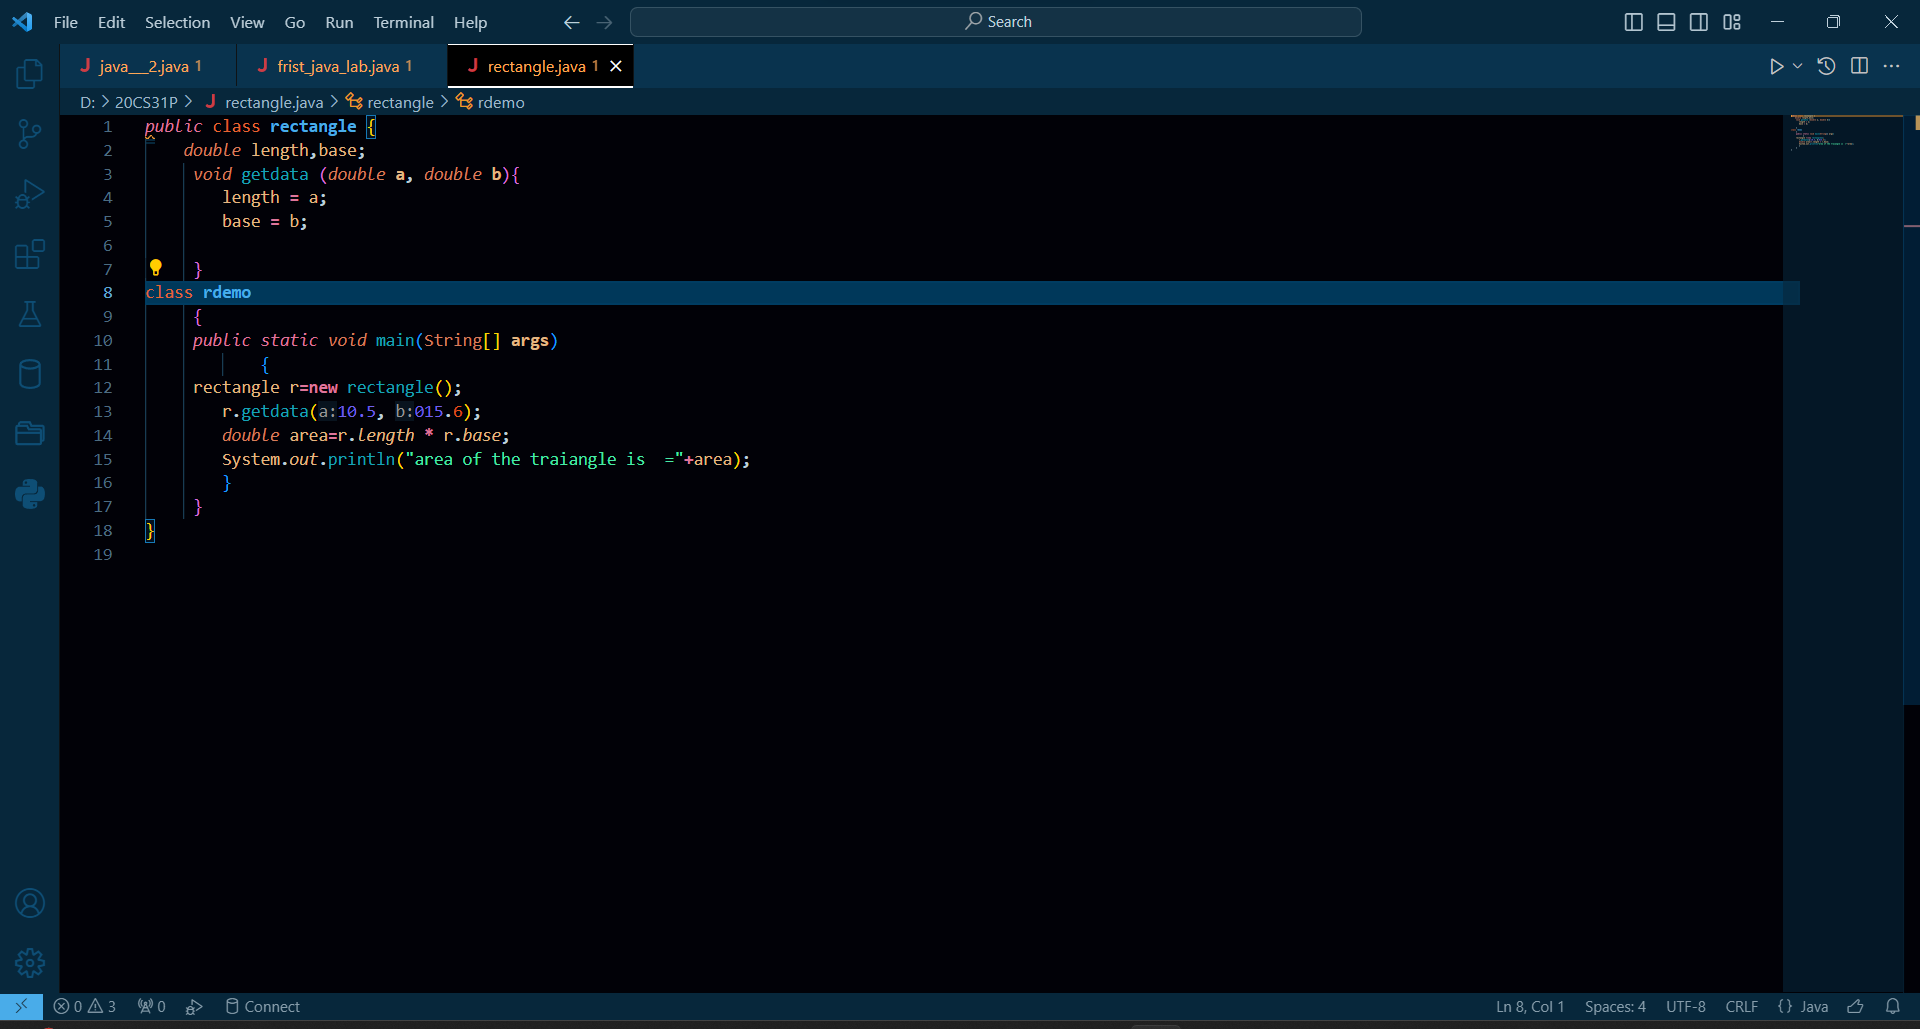 File Edit Selection View Go Run Terminal Help Search
J java__2.java 1 J frist_java_lab.java 1 J rectangle.java 1
D: > 20CS31P > J rectangle.java > rectangle > rdemo
1 public class rectangle {
2 double length,base;
3 void getdata (double a, double b){
4 length = a;
5 base = b;
6
7 }
8 class rdemo
9 {
10 public static void main(String[] args)
11 {
12 rectangle r=new rectangle();
13 r.getdata(a:10.5, b:015.6);
14 double area=r.length * r.base;
15 System.out.println("area of the traiangle is  ="+area);
16 }
17 }
18 }
19
0 3 0 Connect Ln 8, Col 1 Spaces: 4 UTF-8 CRLF {} Java